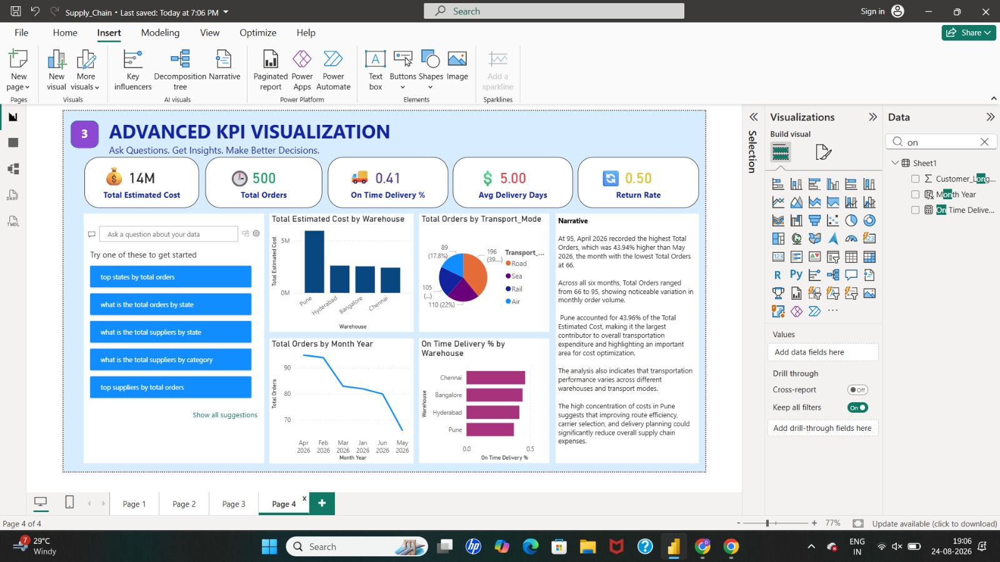 Supply_Chain • Last saved: Today at 7:06 PM
Search
Sign in
File
Home
Insert
Modeling
View
Optimize
Help
Share
New page
New visual
More visuals
Key influencers
Decomposition tree
Narrative
Paginated report
Power Apps
Power Automate
Text box
Buttons
Shapes
Image
Add a sparkline
Pages
Visuals
AI visuals
Power Platform
Elements
Sparklines
3
ADVANCED KPI VISUALIZATION
Ask Questions. Get Insights. Make Better Decisions.
14M
Total Estimated Cost
500
Total Orders
0.41
On Time Delivery %
$ 5.00
Avg Delivery Days
0.50
Return Rate
Ask a question about your data
Try one of these to get started
top states by total orders
what is the total orders by state
what is the total suppliers by state
what is the total suppliers by category
top suppliers by total orders
Show all suggestions
Total Estimated Cost by Warehouse
Total Estimated Cost
5M
0M
Pune
Hyderabad
Bangalore
Chennai
Warehouse
Total Orders by Transport_Mode
89
(17.8%)
196
(39....)
105
(...)
110 (22%)
Transport_...
Road
Sea
Rail
Air
Total Orders by Month Year
Total Orders
90
80
70
Apr 2026
Feb 2026
Mar 2026
Jan 2026
Jun 2026
May 2026
Month Year
On Time Delivery % by
Warehouse
Warehouse
Chennai
Bangalore
Hyderabad
Pune
0.0
0.5
On Time Delivery %
Narrative
At 95, April 2026 recorded the highest Total
Orders, which was 43.94% higher than May
2026, the month with the lowest Total Orders
at 66.
Across all six months, Total Orders ranged
from 66 to 95, showing noticeable variation in
monthly order volume.
Pune accounted for 43.96% of the Total
Estimated Cost, making it the largest
contributor to overall transportation
expenditure and highlighting an important
area for cost optimization.
The analysis also indicates that transportation
performance varies across different
warehouses and transport modes.
The high concentration of costs in Pune
suggests that improving route efficiency,
carrier selection, and delivery planning could
significantly reduce overall supply chain
expenses.
Selection
Visualizations
Build visual
123
R
Py
Values
Add data fields here
Drill through
Cross-report
Off
Keep all filters
On
Add drill-through fields here
Data
on
Sheet1
Customer_Long...
Month Year
On Time Delive...
DAX
TMDL
Page 1
Page 2
Page 3
Page 4
x
Page 4 of 4
77%
Update available (click to download)
7
29°C
Windy
Search
hp
ENG
IN
19:06
24-08-2026